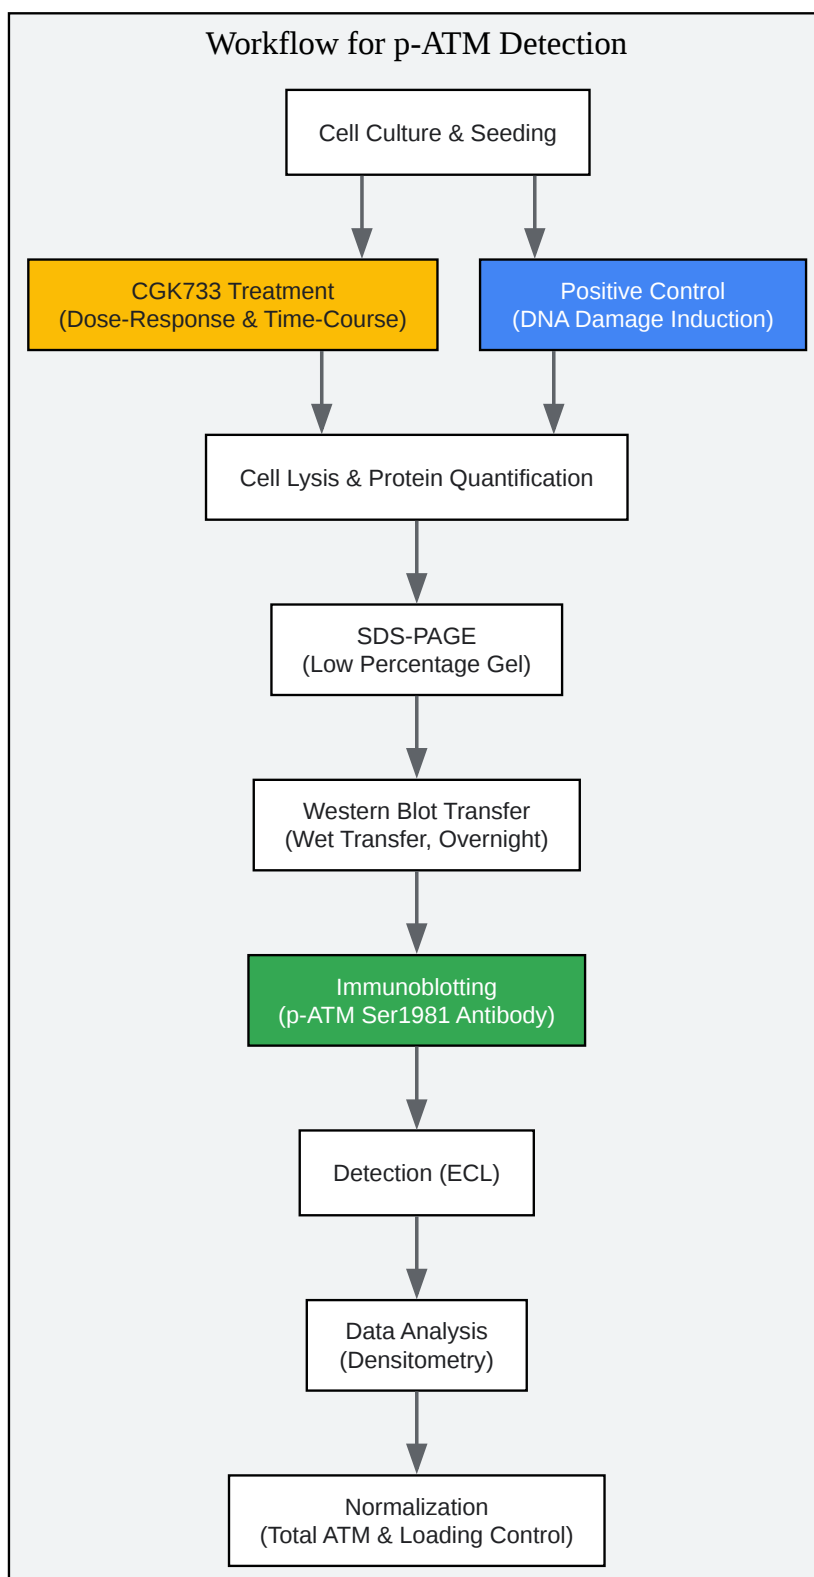 Workflow for p-ATM Detection
Cell Culture & Seeding
CGK733 Treatment
(Dose-Response & Time-Course)
Positive Control
(DNA Damage Induction)
Cell Lysis & Protein Quantification
SDS-PAGE
(Low Percentage Gel)
Western Blot Transfer
(Wet Transfer, Overnight)
Immunoblotting
(p-ATM Ser1981 Antibody)
Detection (ECL)
Data Analysis
(Densitometry)
Normalization
(Total ATM & Loading Control)